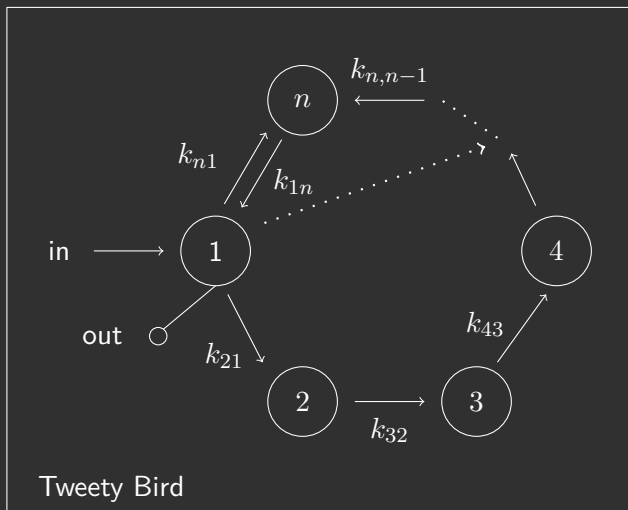 k_{n,n−1}
n
k_{n1}
k_{1n}
in
1
4
out
k_{21}
k_{43}
2
3
k_{32}
Tweety Bird